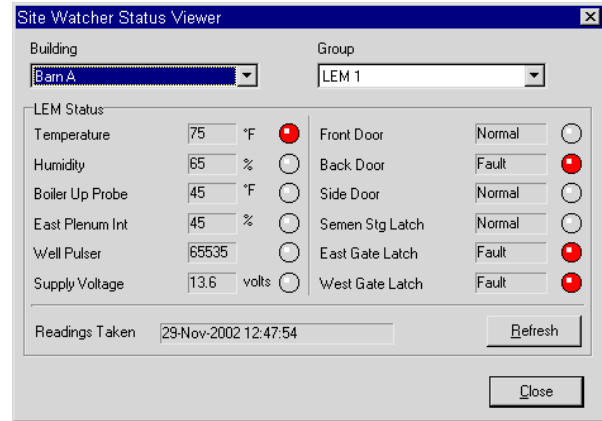 Site Watcher Status Viewer
Building
Group
Barn A
LEM 1
LEM Status
Temperature 75 °F
Front Door Normal
Humidity 65 %
Back Door Fault
Boiler Up Probe 45 °F
Side Door Normal
East Plenum Int 45 %
Semen Stg Latch Normal
Well Pulser 65535
East Gate Latch Fault
Supply Voltage 13.6 volts
West Gate Latch Fault
Readings Taken 29-Nov-2002 12:47:54
Refresh
Close